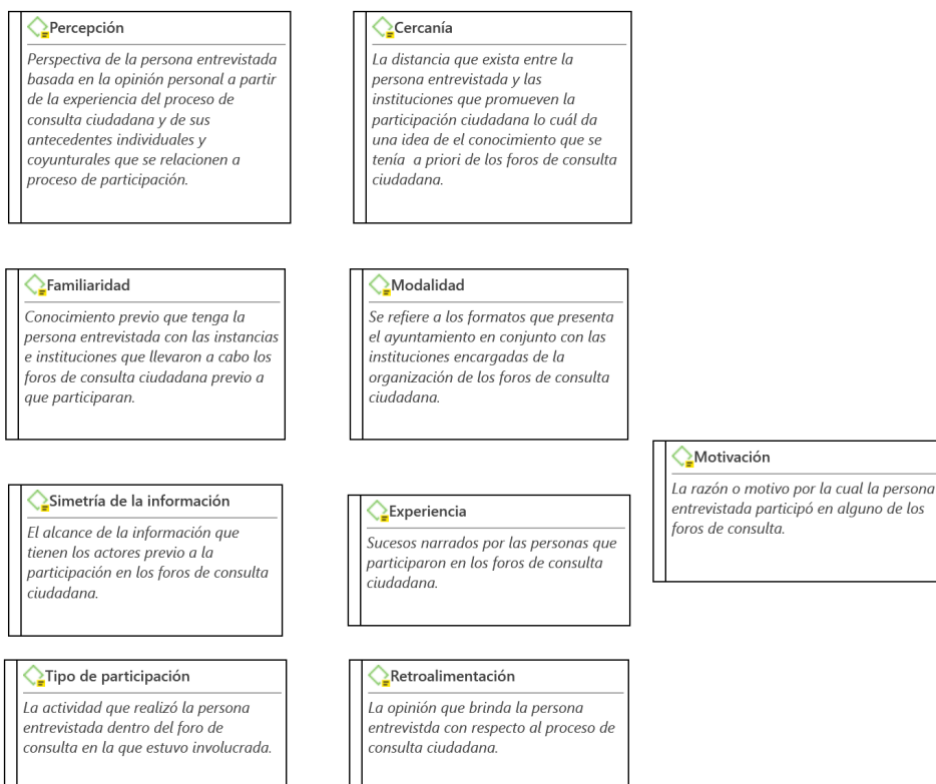 Percepción
Perspectiva de la persona entrevistada
basada en la opinión personal a partir
de la experiencia del proceso de
consulta ciudadana y de sus
antecedentes individuales y
coyunturales que se relacionen a
proceso de participación.
Cercanía
La distancia que exista entre la
persona entrevistada y las
instituciones que promueven la
participación ciudadana lo cuál da
una idea de el conocimiento que se
tenía a priori de los foros de consulta
ciudadana.
Familiaridad
Conocimiento previo que tenga la
persona entrevistada con las instancias
e instituciones que llevaron a cabo los
foros de consulta ciudadana previo a
que participaran.
Modalidad
Se refiere a los formatos que presenta
el ayuntamiento en conjunto con las
instituciones encargadas de la
organización de los foros de consulta
ciudadana.
Motivación
La razón o motivo por la cual la persona
entrevistada participó en alguno de los
foros de consulta.
Simetría de la información
El alcance de la información que
tienen los actores previo a la
participación en los foros de consulta
ciudadana.
Experiencia
Sucesos narrados por las personas que
participaron en los foros de consulta
ciudadana.
Tipo de participación
La actividad que realizó la persona
entrevistada dentro del foro de
consulta en la que estuvo involucrada.
Retroalimentación
La opinión que brinda la persona
entrevistda con respecto al proceso de
consulta ciudadana.